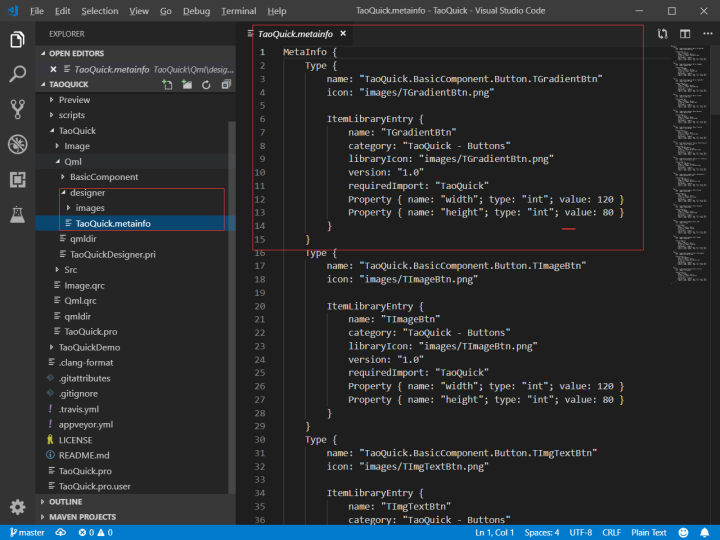 File Edit Selection View Go Debug Terminal Help
TaoQuick.metainfo - TaoQuick - Visual Studio Code
EXPLORER
OPEN EDITORS
TaoQuick.metainfo TaoQuick\Qml\desig...
TAOQUICK
Preview
scripts
TaoQuick
Image
Qml
BasicComponent
designer
images
TaoQuick.metainfo
qmldir
TaoQuickDesigner.pri
Src
Image.qrc
Qml.qrc
qmldir
TaoQuick.pro
TaoQuickDemo
.clang-format
.gitattributes
.gitignore
.travis.yml
appveyor.yml
LICENSE
README.md
TaoQuick.pro
TaoQuick.pro.user
OUTLINE
MAVEN PROJECTS
TaoQuick.metainfo
1 MetaInfo {
2 Type {
3 name: "TaoQuick.BasicComponent.Button.TGradientBtn"
4 icon: "images/TGradientBtn.png"
5
6 ItemLibraryEntry {
7 name: "TGradientBtn"
8 category: "TaoQuick - Buttons"
9 libraryIcon: "images/TGradientBtn.png"
10 version: "1.0"
11 requiredImport: "TaoQuick"
12 Property { name: "width"; type: "int"; value: 120 }
13 Property { name: "height"; type: "int"; value: 80 }
14 }
15 }
16 Type {
17 name: "TaoQuick.BasicComponent.Button.TImageBtn"
18 icon: "images/TImageBtn.png"
19
20 ItemLibraryEntry {
21 name: "TImageBtn"
22 category: "TaoQuick - Buttons"
23 libraryIcon: "images/TImageBtn.png"
24 version: "1.0"
25 requiredImport: "TaoQuick"
26 Property { name: "width"; type: "int"; value: 120 }
27 Property { name: "height"; type: "int"; value: 80 }
28 }
29 }
30 Type {
31 name: "TaoQuick.BasicComponent.Button.TImgTextBtn"
32 icon: "images/TImgTextBtn.png"
33
34 ItemLibraryEntry {
35 name: "TImgTextBtn"
36 category: "TaoQuick - Buttons"
master 0 0 Ln 1, Col 1 Spaces: 4 UTF-8 CRLF Plain Text